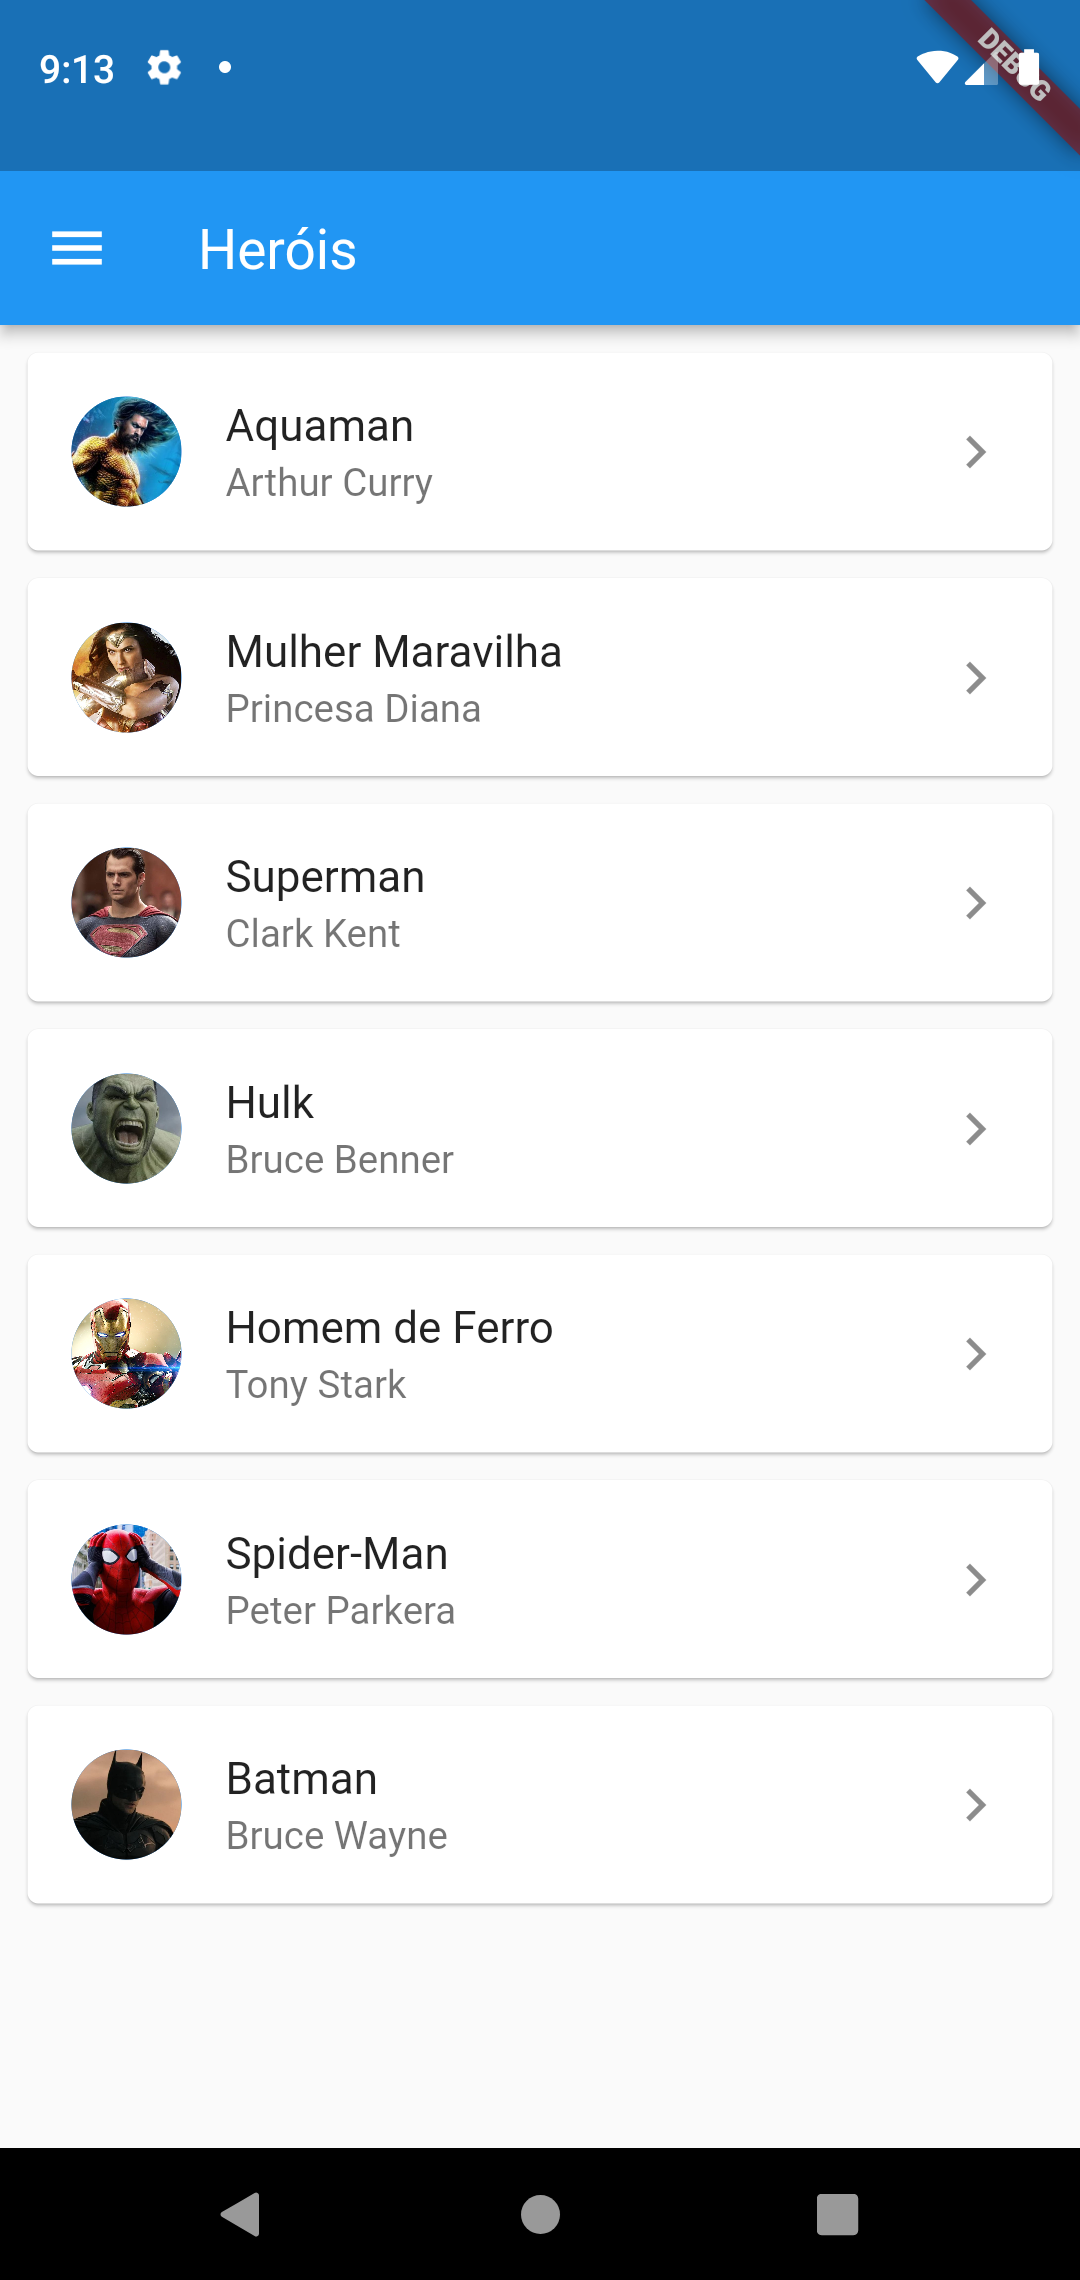 9:13
DEBUG
Heróis
Aquaman
Arthur Curry
Mulher Maravilha
Princesa Diana
Superman
Clark Kent
Hulk
Bruce Benner
Homem de Ferro
Tony Stark
Spider-Man
Peter Parkera
Batman
Bruce Wayne